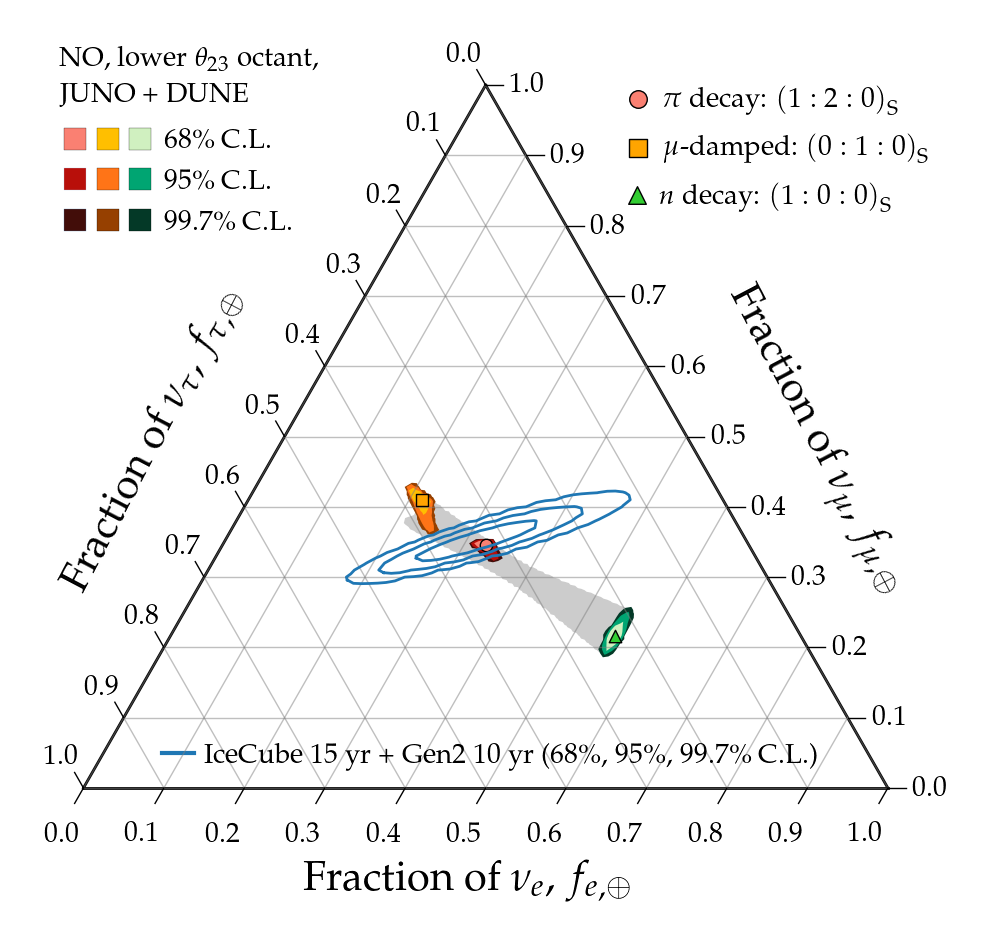 NO, lower θ₂₃ octant,
JUNO + DUNE
68% C.L.
95% C.L.
99.7% C.L.
π decay: (1 : 2 : 0)S
μ-damped: (0 : 1 : 0)S
n decay: (1 : 0 : 0)S
Fraction of ντ, fτ,⊕
0.0
0.1
0.2
0.3
0.4
0.5
0.6
0.7
0.8
0.9
1.0
Fraction of νμ, fμ,⊕
1.0
0.9
0.8
0.7
0.6
0.5
0.4
0.3
0.2
0.1
0.0
IceCube 15 yr + Gen2 10 yr (68%, 95%, 99.7% C.L.)
0.0 0.1 0.2 0.3 0.4 0.5 0.6 0.7 0.8 0.9 1.0
Fraction of νe, fe,⊕